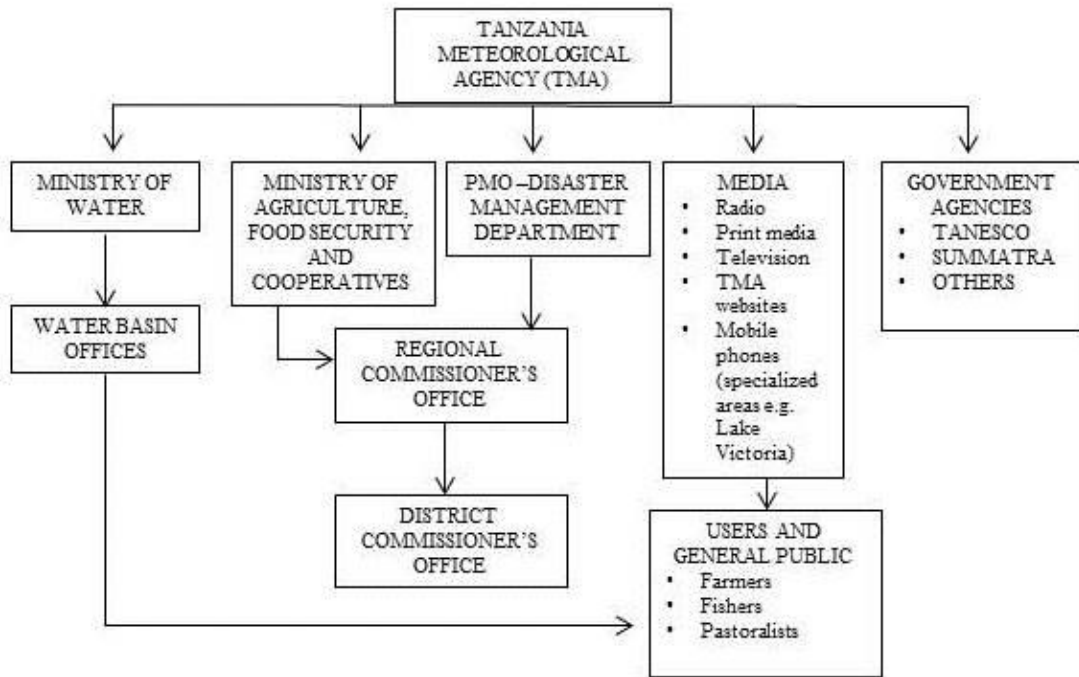 TANZANIA
METEOROLOGICAL
AGENCY (TMA)
MINISTRY OF
WATER
MINISTRY OF
AGRICULTURE,
FOOD SECURITY
AND
COOPERATIVES
PMO –DISASTER
MANAGEMENT
DEPARTMENT
MEDIA
• Radio
• Print media
• Television
• TMA
websites
• Mobile
phones
(specialized
areas e.g.
Lake
Victoria)
GOVERNMENT
AGENCIES
• TANESCO
• SUMMATRA
• OTHERS
WATER BASIN
OFFICES
REGIONAL
COMMISSIONER’S
OFFICE
DISTRICT
COMMISSIONER’S
OFFICE
USERS AND
GENERAL PUBLIC
• Farmers
• Fishers
• Pastoralists